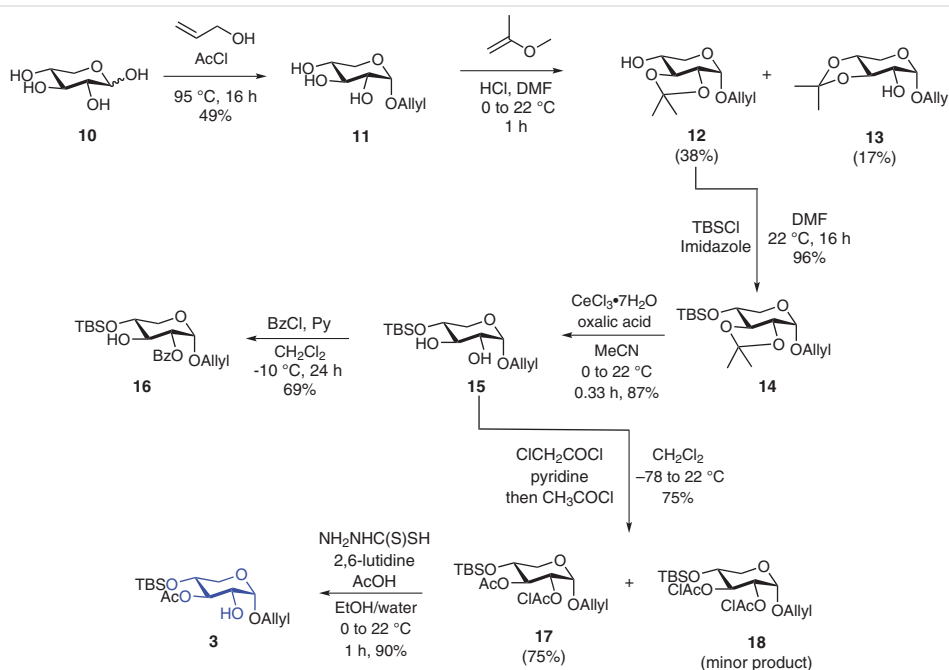 OH
AcCl
95 °C, 16 h
49%
HO
HO
HO
O
OH
OH
10
HO
HO
O
OH
OAllyl
11
O
HCl, DMF
0 to 22 °C
1 h
HO
O
O
O
OAllyl
12
(38%)
+
O
O
O
HO
OAlly
13
(17%)
TBSCl
Imidazole
DMF
22 °C, 16 h
96%
TBSO
O
O
O
OAllyl
14
CeCl3•7H2O
oxalic acid
MeCN
0 to 22 °C
0.33 h, 87%
TBSO
HO
O
OH
OAllyl
15
BzCl, Py
CH2Cl2
-10 °C, 24 h
69%
TBSO
HO
O
BzO
OAllyl
16
ClCH2COCl
pyridine
then CH3COCl
CH2Cl2
–78 to 22 °C
75%
TBSO
AcO
O
ClAcO
OAllyl
17
(75%)
+
TBSO
ClAcO
O
ClAcO
OAllyl
18
(minor product)
NH2NHC(S)SH
2,6-lutidine
AcOH
EtOH/water
0 to 22 °C
1 h, 90%
TBSO
AcO
O
HO
OAllyl
3